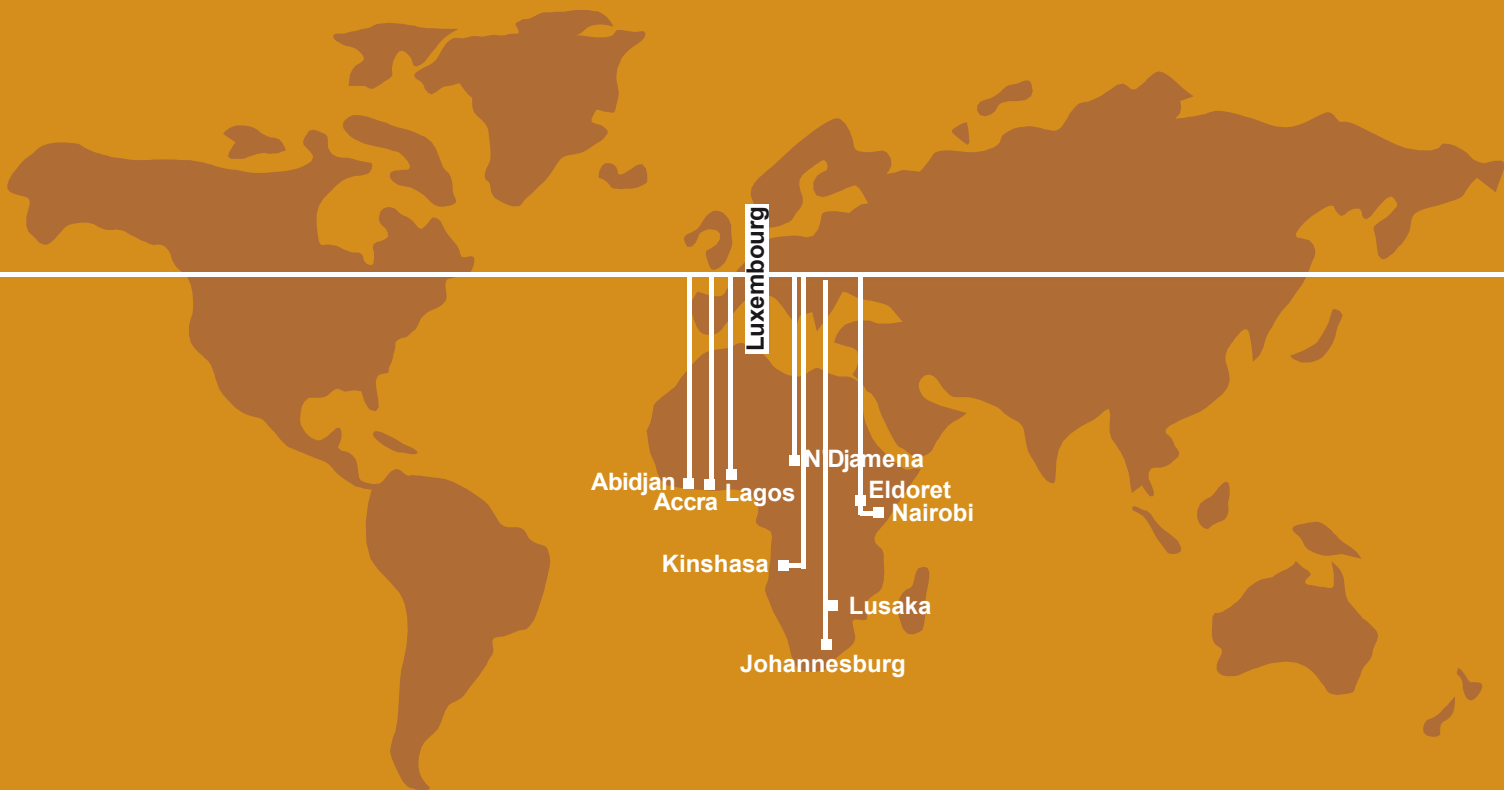 Luxembourg
N'Djamena
Abidjan
Accra
Lagos
Eldoret
Nairobi
Kinshasa
Lusaka
Johannesburg